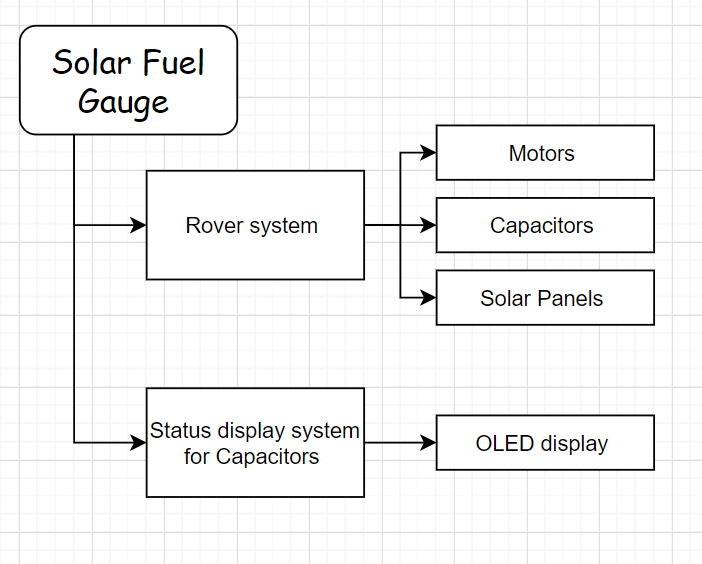 Solar Fuel
Gauge
Motors
Rover system
Capacitors
Solar Panels
Status display system
for Capacitors
OLED display